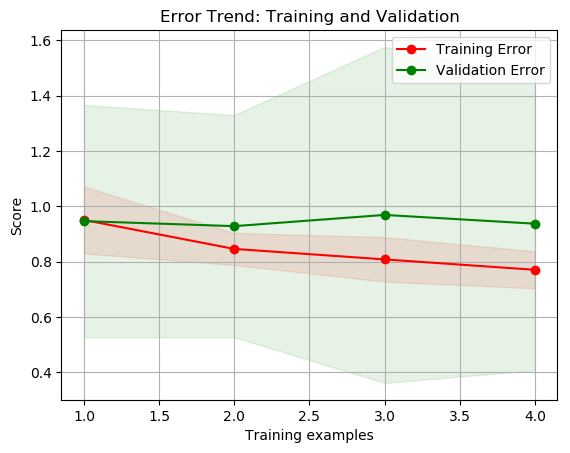 Error Trend: Training and Validation
Training Error
Validation Error
Score
1.6
1.4
1.2
1.0
0.8
0.6
0.4
1.0 1.5 2.0 2.5 3.0 3.5 4.0
Training examples